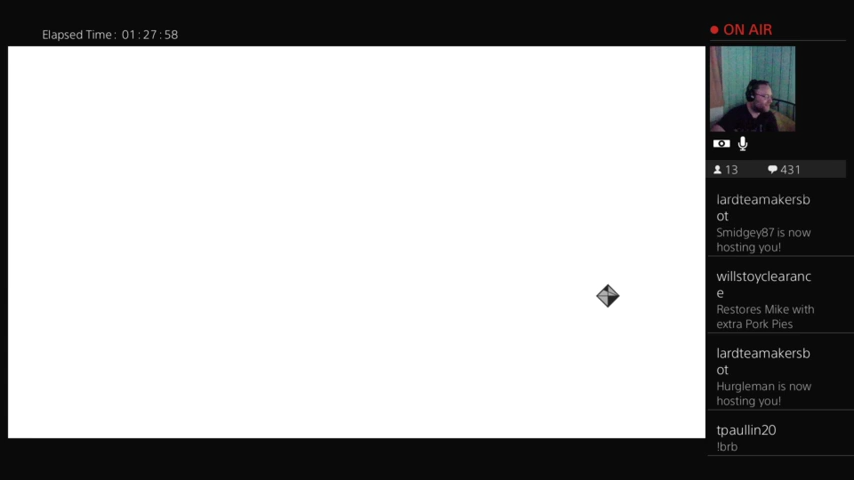 Elapsed Time: 01:27:58
ON AIR
13 431
lardteamakersb
ot
Smidgey87 is now
hosting you!
willstoyclearanc
e
Restores Mike with
extra Pork Pies
lardteamakersb
ot
Hurgleman is now
hosting you!
tpaullin20
!brb